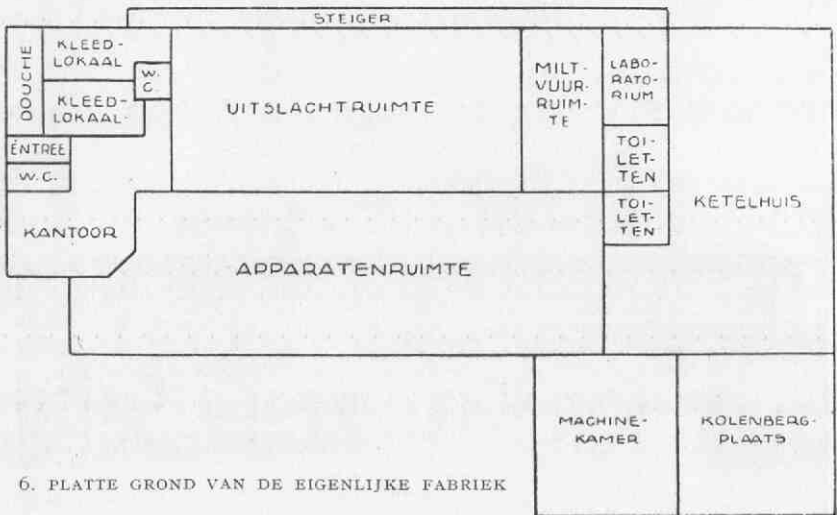 STEIGER
DOUCHE
KLEED-
LOKAAL
W.
C.
KLEED-
LOKAAL
ÉNTREE
W.C.
KANTOOR
UITSLACHTRUIMTE
MILT-
VUUR-
RUIM-
TE
LABO-
RATO-
RIUM
TOI-
LET-
TEN
TOI-
LET-
TEN
KETELHUIS
APPARATENRUIMTE
MACHINE-
KAMER
KOLENBERG-
PLAATS
6. PLATTE GROND VAN DE EIGENLIJKE FABRIEK